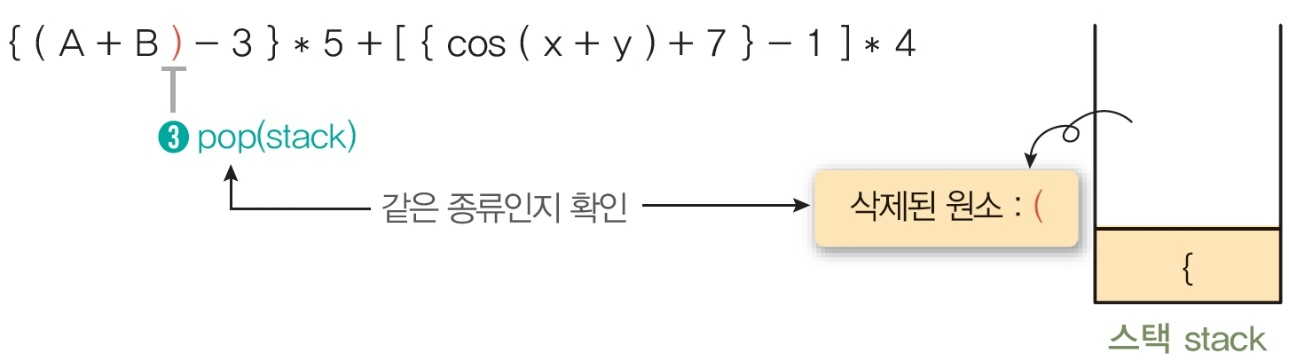 { ( A + B ) − 3 } * 5 + [ { cos ( x + y ) + 7 } − 1 ] * 4
❸ pop(stack)
같은 종류인지 확인
삭제된 원소 : (
{
스택 stack